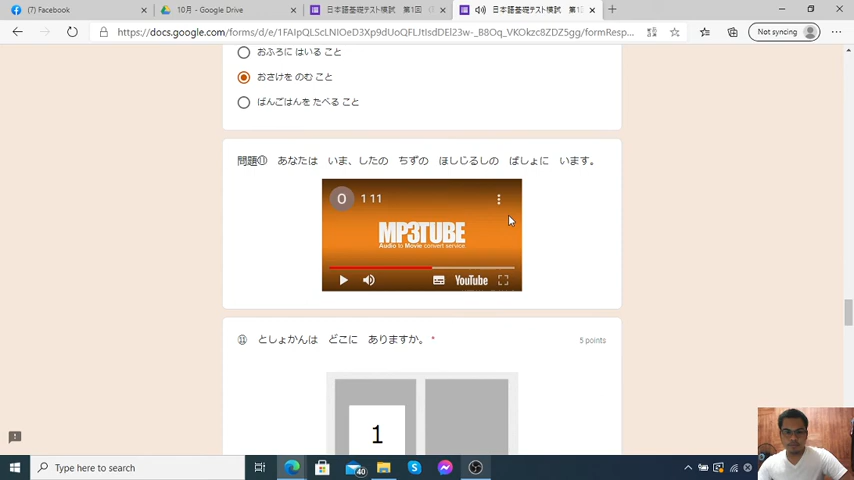 (7) Facebook
10月 - Google Drive
日本語基礎テスト模試 第1回
日本語基礎テスト模試 第1回
https://docs.google.com/forms/d/e/1FAIpQLScLNIOeD3Xp9dUoQFLJtIsdDEl23w-_B8Oq_VKOkzc8ZDZ5gg/formResp...
Not syncing
おふろに はいる こと
おさけを のむ こと
ばんごはんを たべる こと
問題⑪ あなたは いま、したの ちずの ほしじるしの ばしょに います。
O 1 11
MP3TUBE
Audio to Movie convert service.
YouTube
⑪ としょかんは どこに ありますか。 *
5 points
1
Type here to search
40